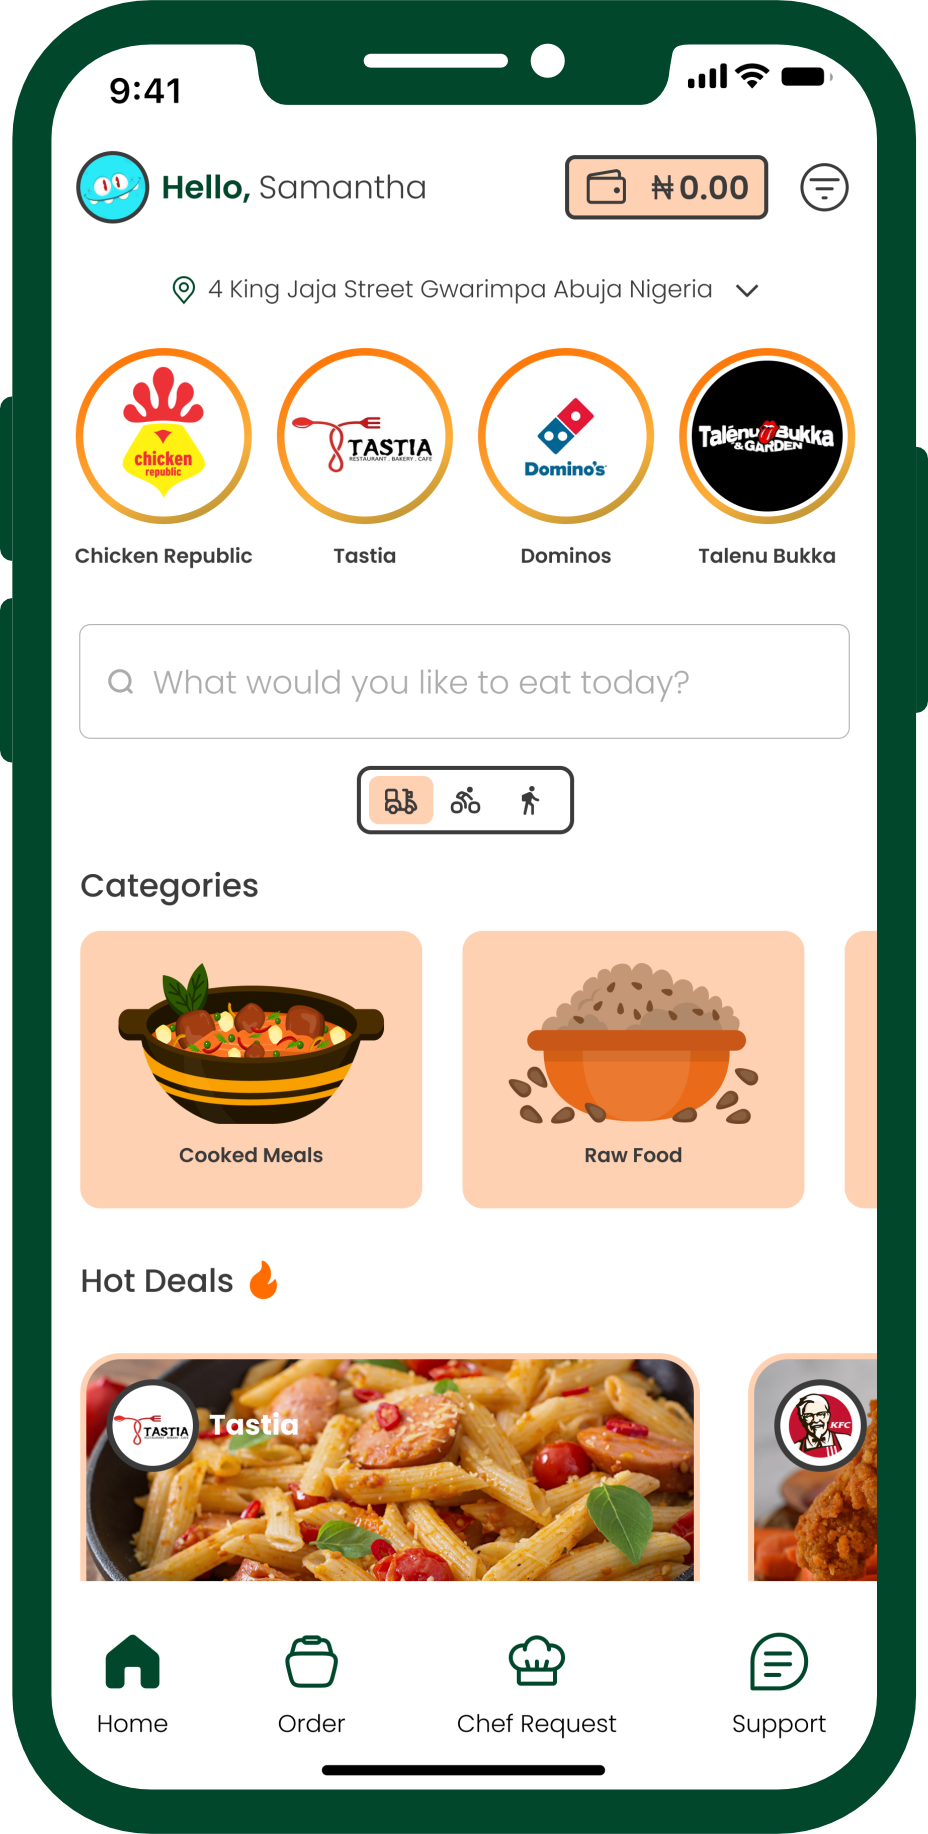 9:41
Hello, Samantha
₦ 0.00
4 King Jaja Street Gwarimpa Abuja Nigeria
chicken
republic
TASTIA
RESTAURANT . BAKERY . CAFE
Domino's
Talénu Bukka
& GARDEN
Chicken Republic
Tastia
Dominos
Talenu Bukka
What would you like to eat today?
Categories
Cooked Meals
Raw Food
Hot Deals
TASTIA
Tastia
KFC
Home
Order
Chef Request
Support